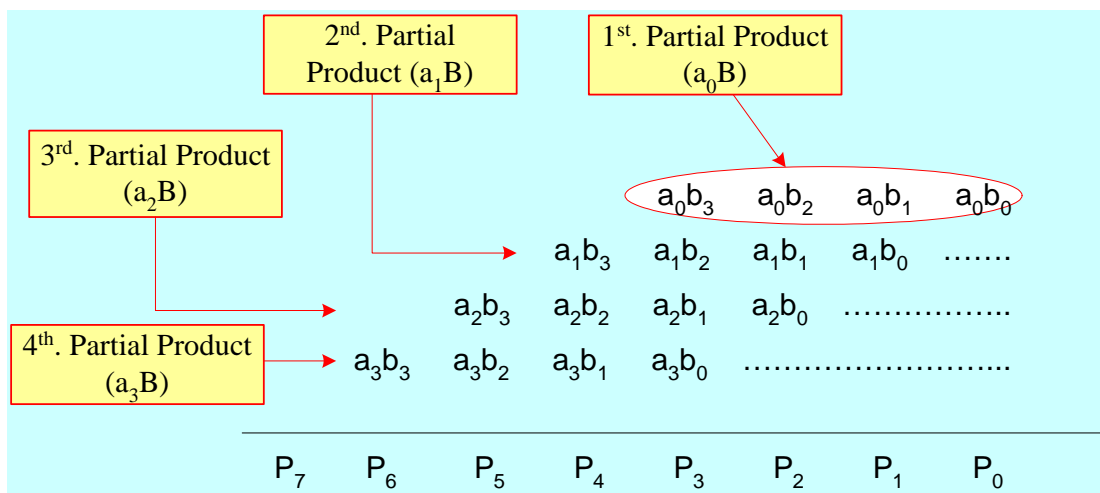 2nd. Partial
Product (a1B)
1st. Partial Product
(a0B)
3rd. Partial Product
(a2B)
4th. Partial Product
(a3B)
a0b3 a0b2 a0b1 a0b0
a1b3 a1b2 a1b1 a1b0 …….
a2b3 a2b2 a2b1 a2b0 ……………..
a3b3 a3b2 a3b1 a3b0 ……………………...
P7 P6 P5 P4 P3 P2 P1 P0